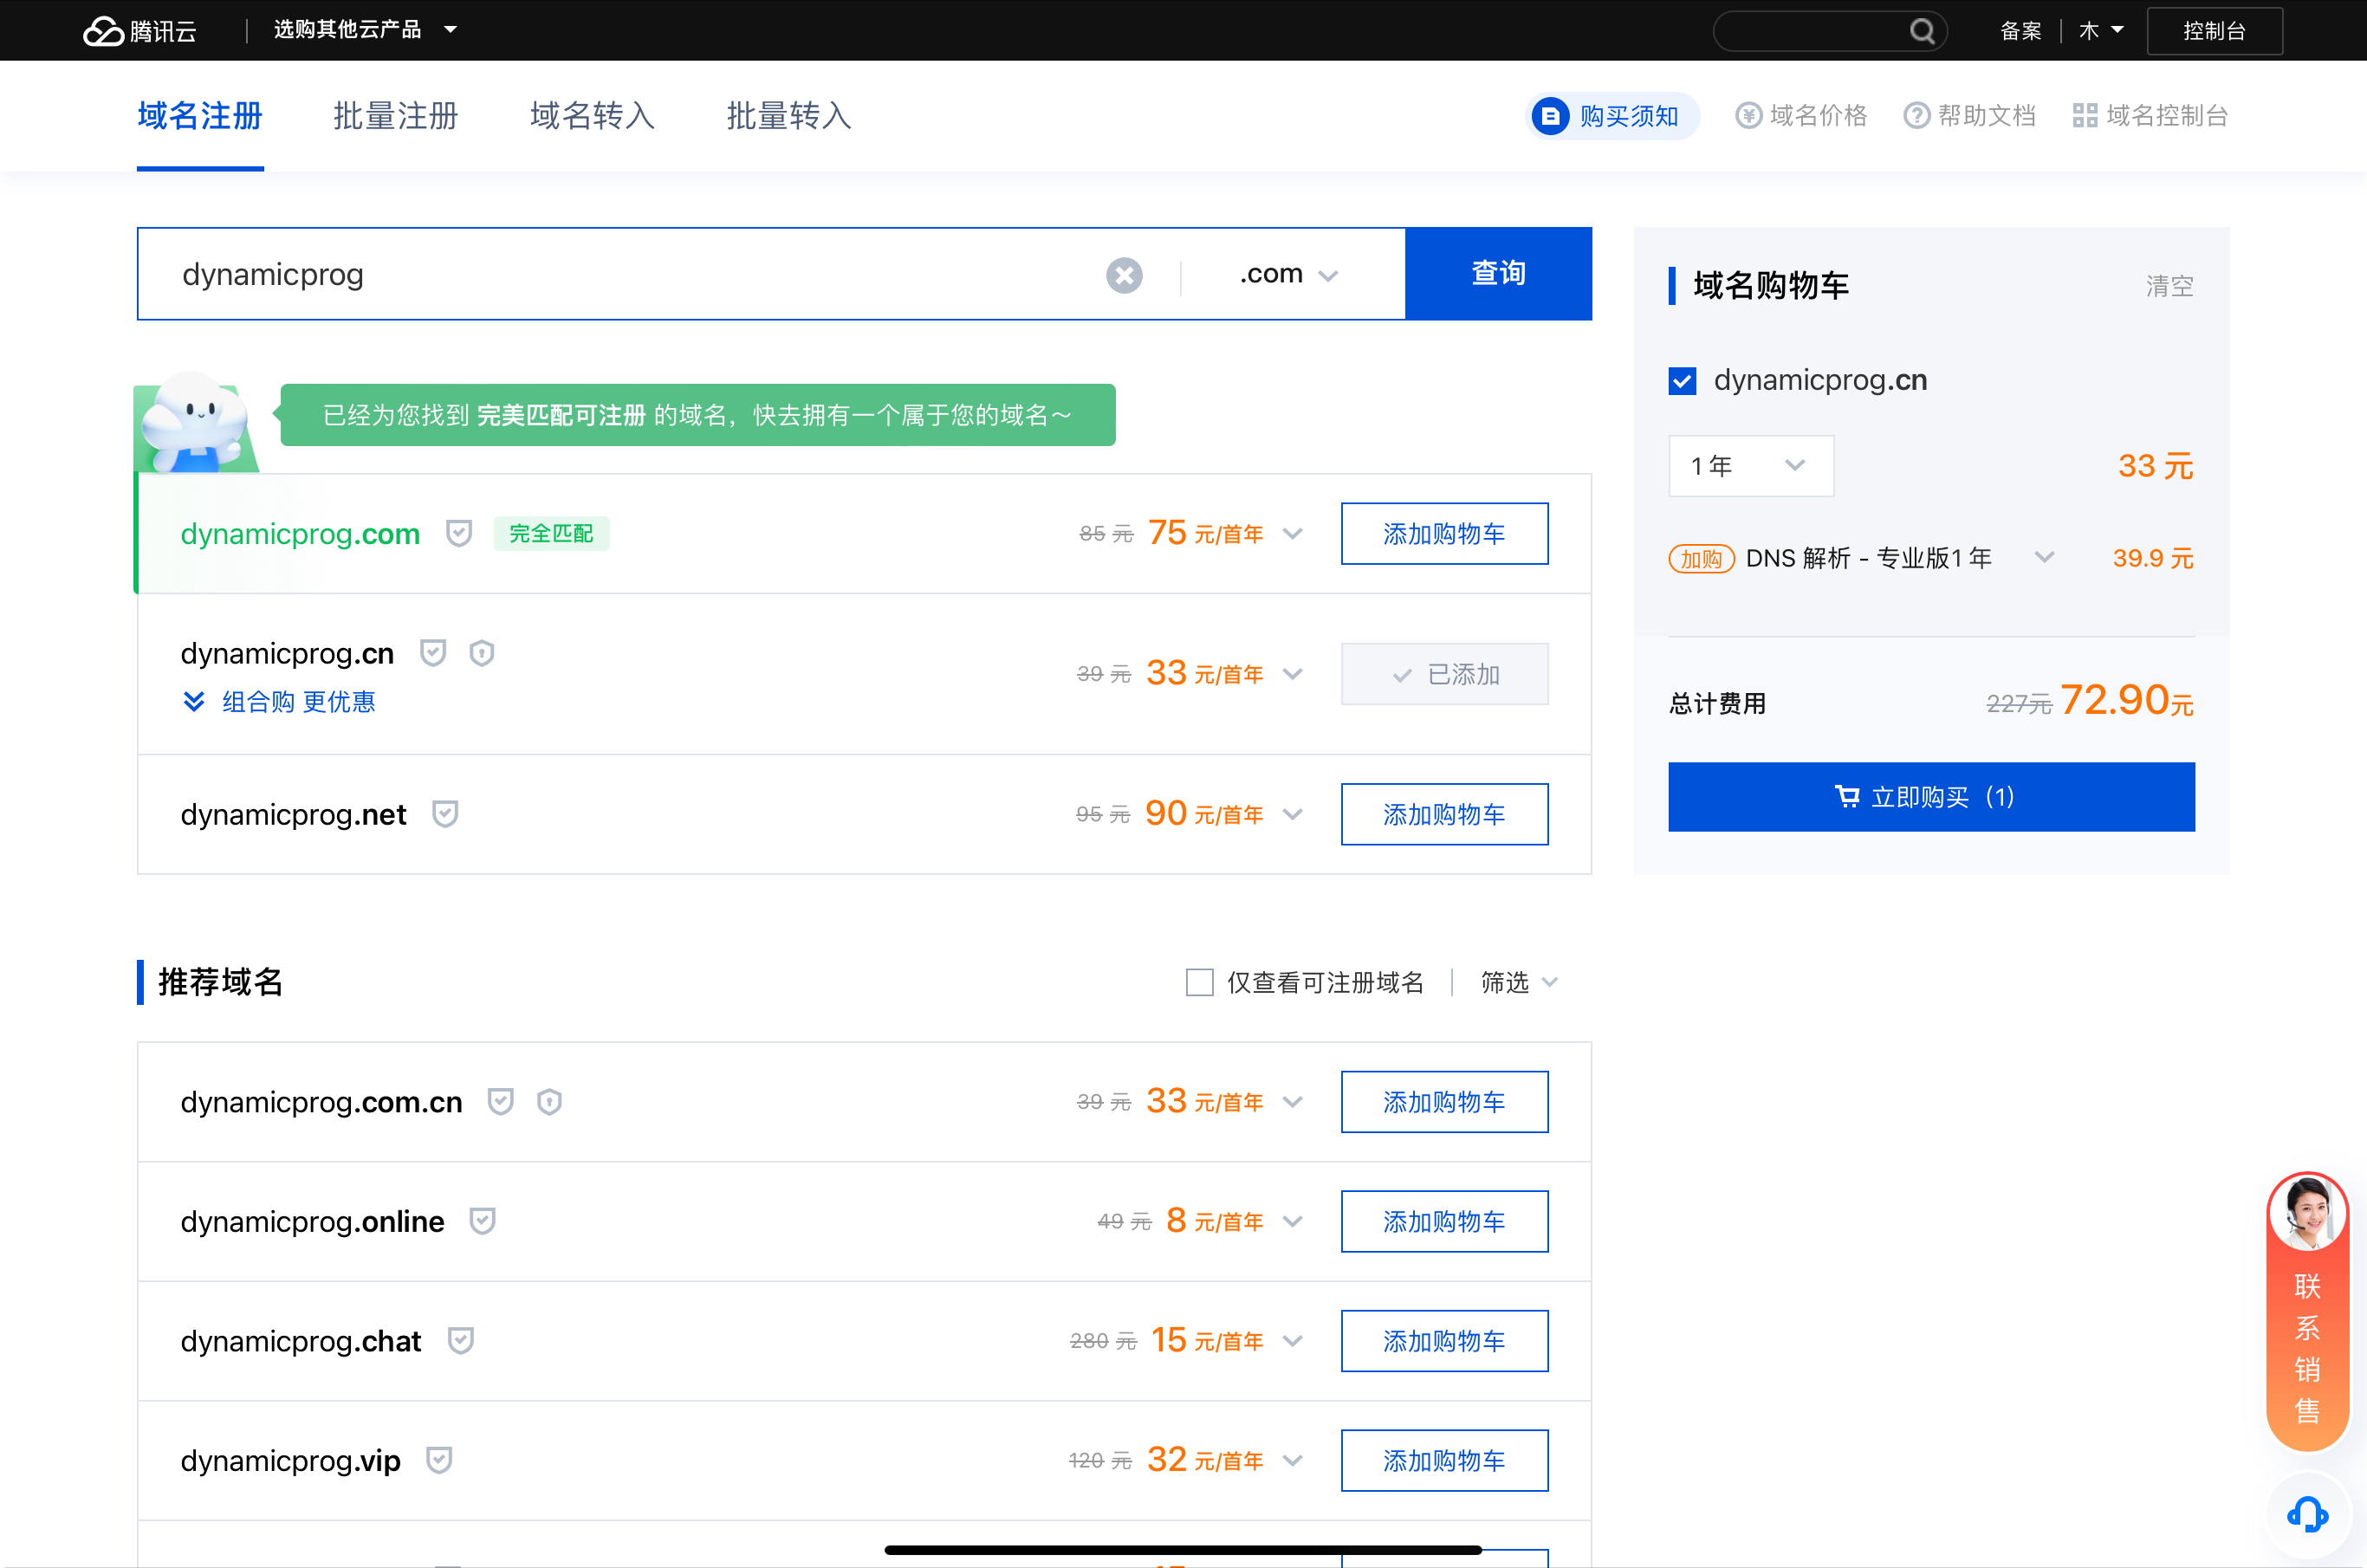 腾讯云
选购其他云产品
备案
木
控制台
域名注册
批量注册
域名转入
批量转入
购买须知
域名价格
帮助文档
域名控制台
dynamicprog
.com
查询
已经为您找到 完美匹配可注册 的域名，快去拥有一个属于您的域名～
dynamicprog.com
完全匹配
85 元 75 元/首年
添加购物车
dynamicprog.cn
组合购 更优惠
39 元 33 元/首年
已添加
dynamicprog.net
95 元 90 元/首年
添加购物车
域名购物车
清空
dynamicprog.cn
1 年
33 元
加购 DNS 解析 - 专业版1 年
39.9 元
总计费用
227元 72.90元
立即购买（1）
推荐域名
仅查看可注册域名
筛选
dynamicprog.com.cn
39 元 33 元/首年
添加购物车
dynamicprog.online
49 元 8 元/首年
添加购物车
dynamicprog.chat
280 元 15 元/首年
添加购物车
dynamicprog.vip
120 元 32 元/首年
添加购物车
联系销售